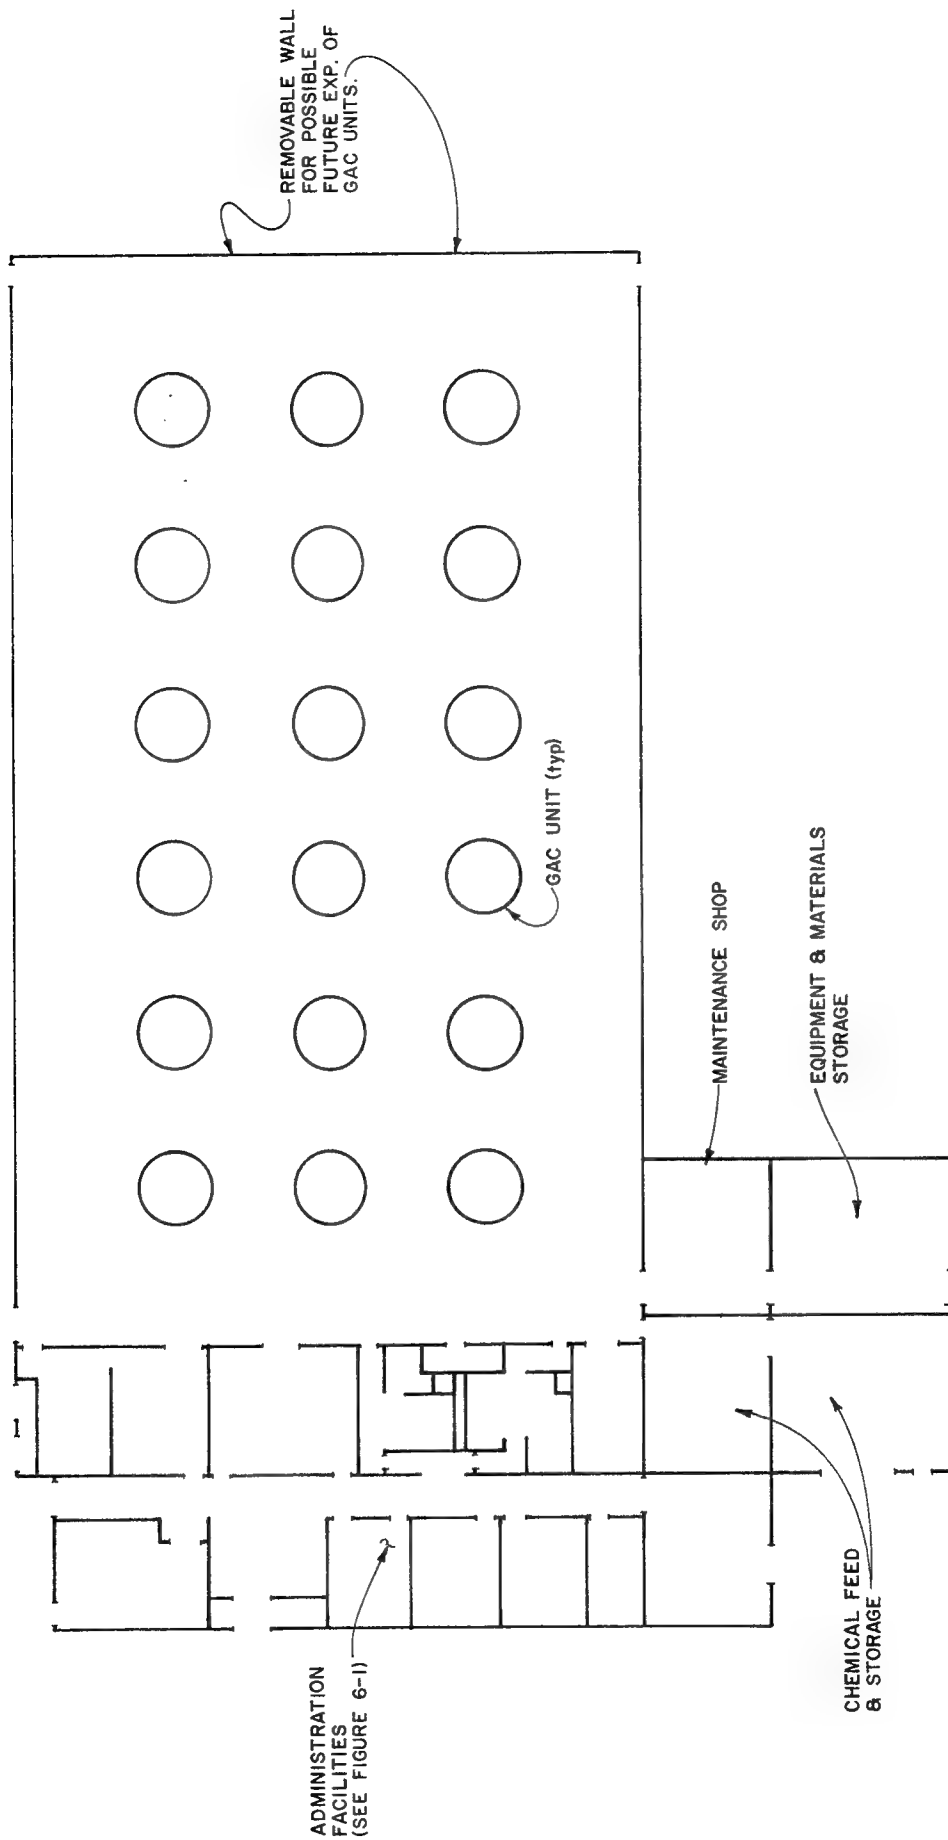 REMOVABLE WALL
FOR POSSIBLE
FUTURE EXP. OF
GAC UNITS.
GAC UNIT (typ)
MAINTENANCE SHOP
EQUIPMENT & MATERIALS
STORAGE
ADMINISTRATION
FACILITIES
(SEE FIGURE 6-1)
CHEMICAL FEED
& STORAGE